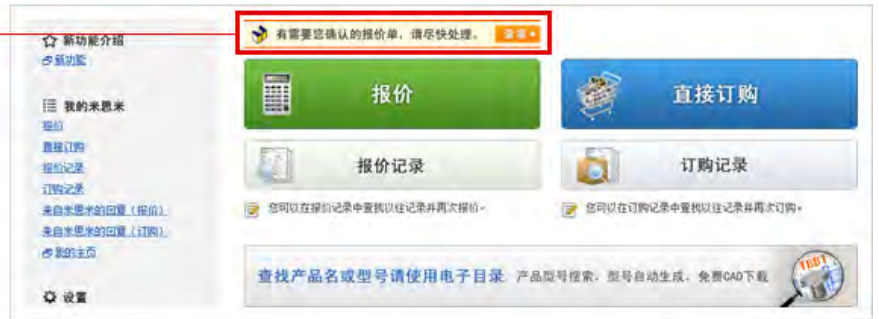 新功能介绍
新功能
我的米思米
报价
直接订购
报价记录
订购记录
来自米思米的回复（报价）
来自米思米的回复（订购）
我的主页
设置
有需要您确认的报价单，请尽快处理。
报价
直接订购
报价记录
订购记录
您可以在报价记录中查找以往记录并再次报价。
您可以在订购记录中查找以往记录并再次订购。
查找产品名或型号请使用电子目录 产品型号搜索，型号自动生成，免费CAD下载